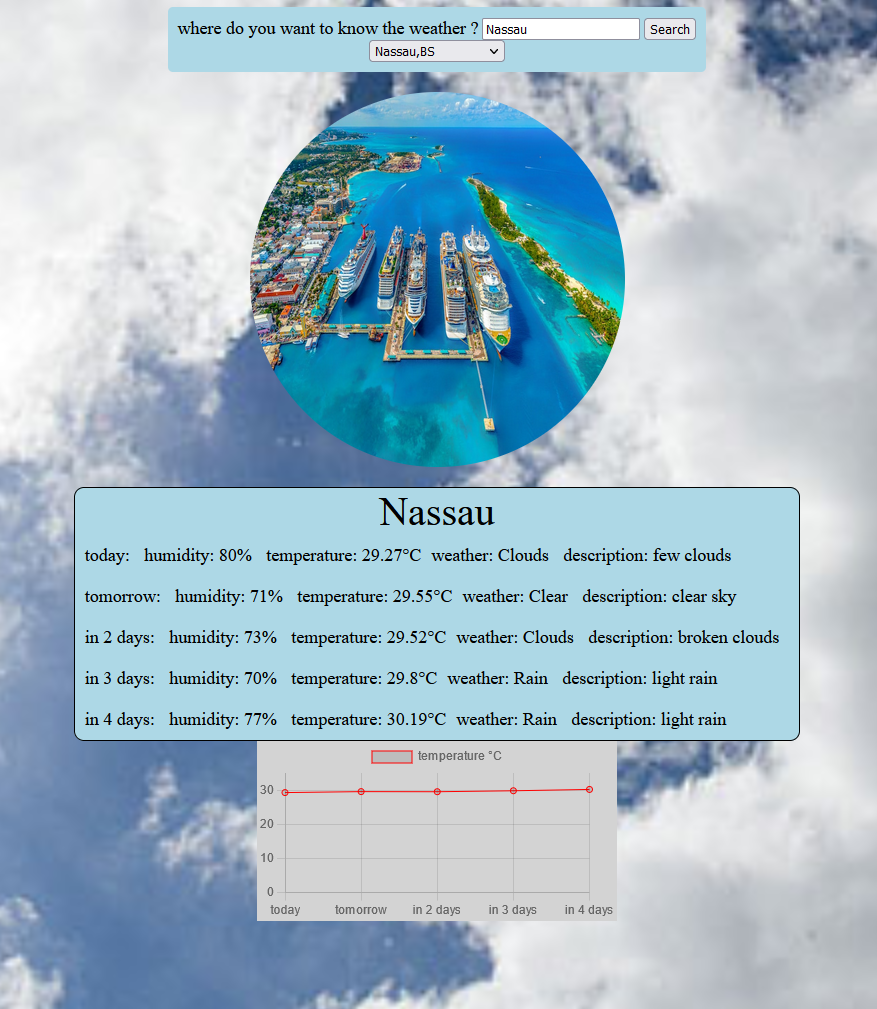 where do you want to know the weather ? Nassau Search
Nassau,BS
Nassau
today: humidity: 80% temperature: 29.27°C weather: Clouds description: few clouds
tomorrow: humidity: 71% temperature: 29.55°C weather: Clear description: clear sky
in 2 days: humidity: 73% temperature: 29.52°C weather: Clouds description: broken clouds
in 3 days: humidity: 70% temperature: 29.8°C weather: Rain description: light rain
in 4 days: humidity: 77% temperature: 30.19°C weather: Rain description: light rain
temperature °C
30
20
10
0
today tomorrow in 2 days in 3 days in 4 days